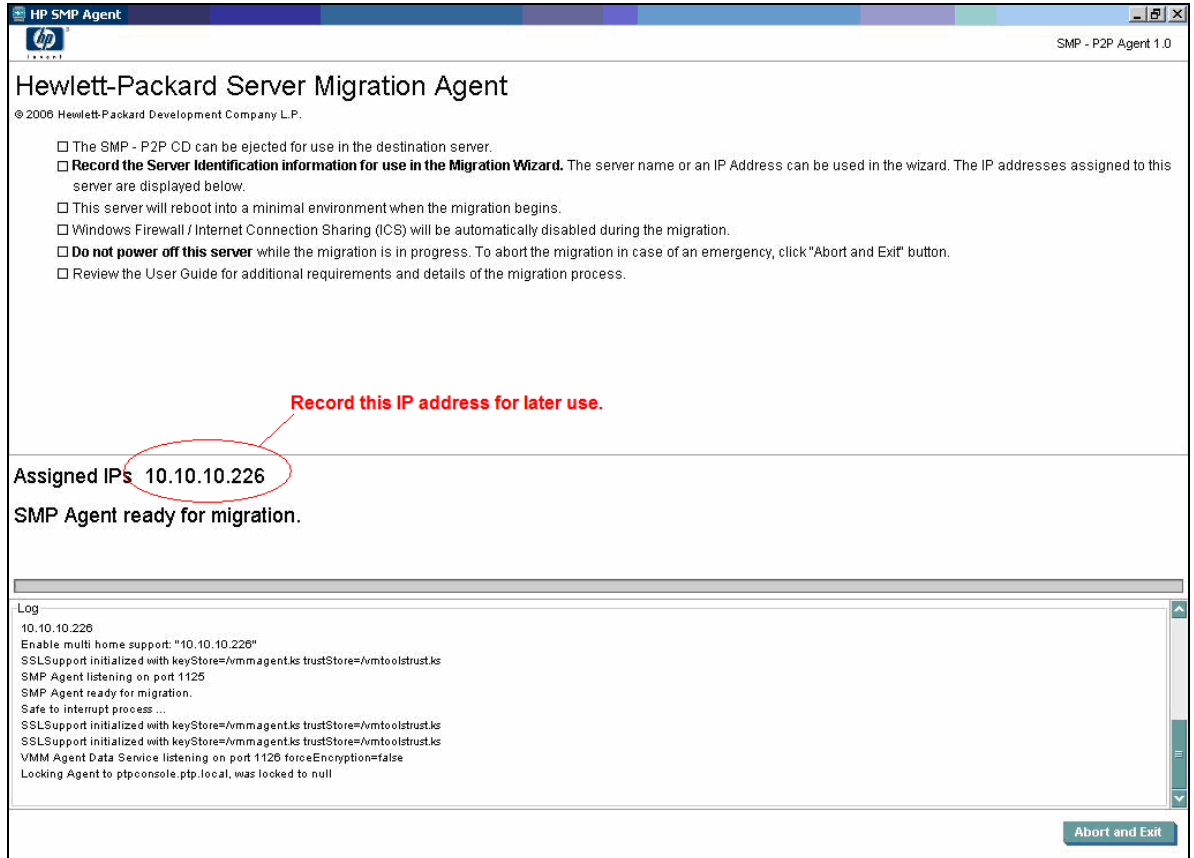 HP SMP Agent
hp
invent
SMP - P2P Agent 1.0
Hewlett-Packard Server Migration Agent
© 2006 Hewlett-Packard Development Company L.P.
The SMP - P2P CD can be ejected for use in the destination server.
Record the Server Identification information for use in the Migration Wizard. The server name or an IP Address can be used in the wizard. The IP addresses assigned to this
server are displayed below.
This server will reboot into a minimal environment when the migration begins.
Windows Firewall / Internet Connection Sharing (ICS) will be automatically disabled during the migration.
Do not power off this server while the migration is in progress. To abort the migration in case of an emergency, click "Abort and Exit" button.
Review the User Guide for additional requirements and details of the migration process.
Record this IP address for later use.
Assigned IPs 10.10.10.226
SMP Agent ready for migration.
Log
10.10.10.226
Enable multi home support: "10.10.10.226"
SSLSupport initialized with keyStore=/vmmagent.ks trustStore=/vmtoolstrust.ks
SMP Agent listening on port 1125
SMP Agent ready for migration.
Safe to interrupt process ...
SSLSupport initialized with keyStore=/vmmagent.ks trustStore=/vmtoolstrust.ks
SSLSupport initialized with keyStore=/vmmagent.ks trustStore=/vmtoolstrust.ks
VMM Agent Data Service listening on port 1126 forceEncryption=false
Locking Agent to ptpconsole.ptp.local, was locked to null
Abort and Exit